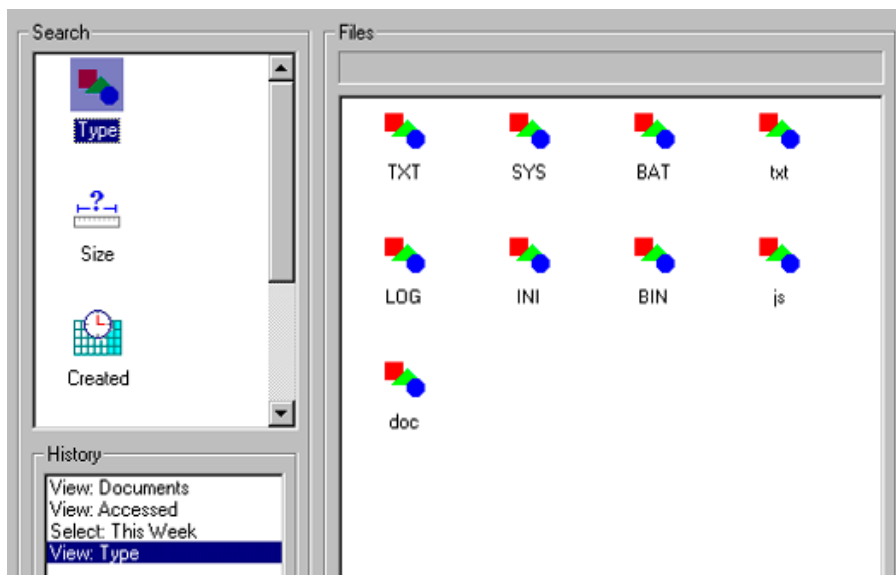 Search
Type
Size
Created
History
View: Documents
View: Accessed
Select: This Week
View: Type
Files
TXT SYS BAT txt
LOG INI BIN js
doc